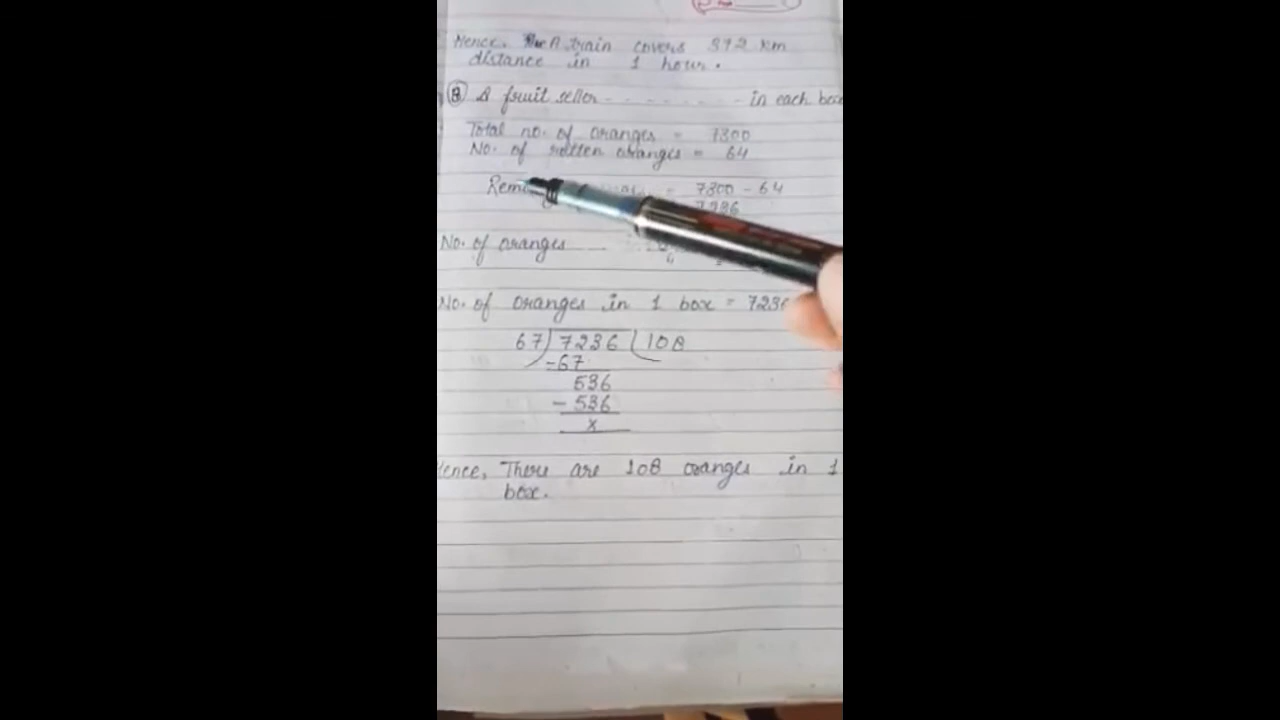 Hence, A train covers 392 km
distance in 1 hour.
⑧ A fruit seller - - - - - - - - in each box
Total no. of oranges = 7300
No. of rotten oranges = 64
= 7300 - 64
7236
No. of oranges
No. of oranges in 1 box = 7236
67)7236(108
-67
536
- 536
x
Hence, There are 108 oranges in 1
box.